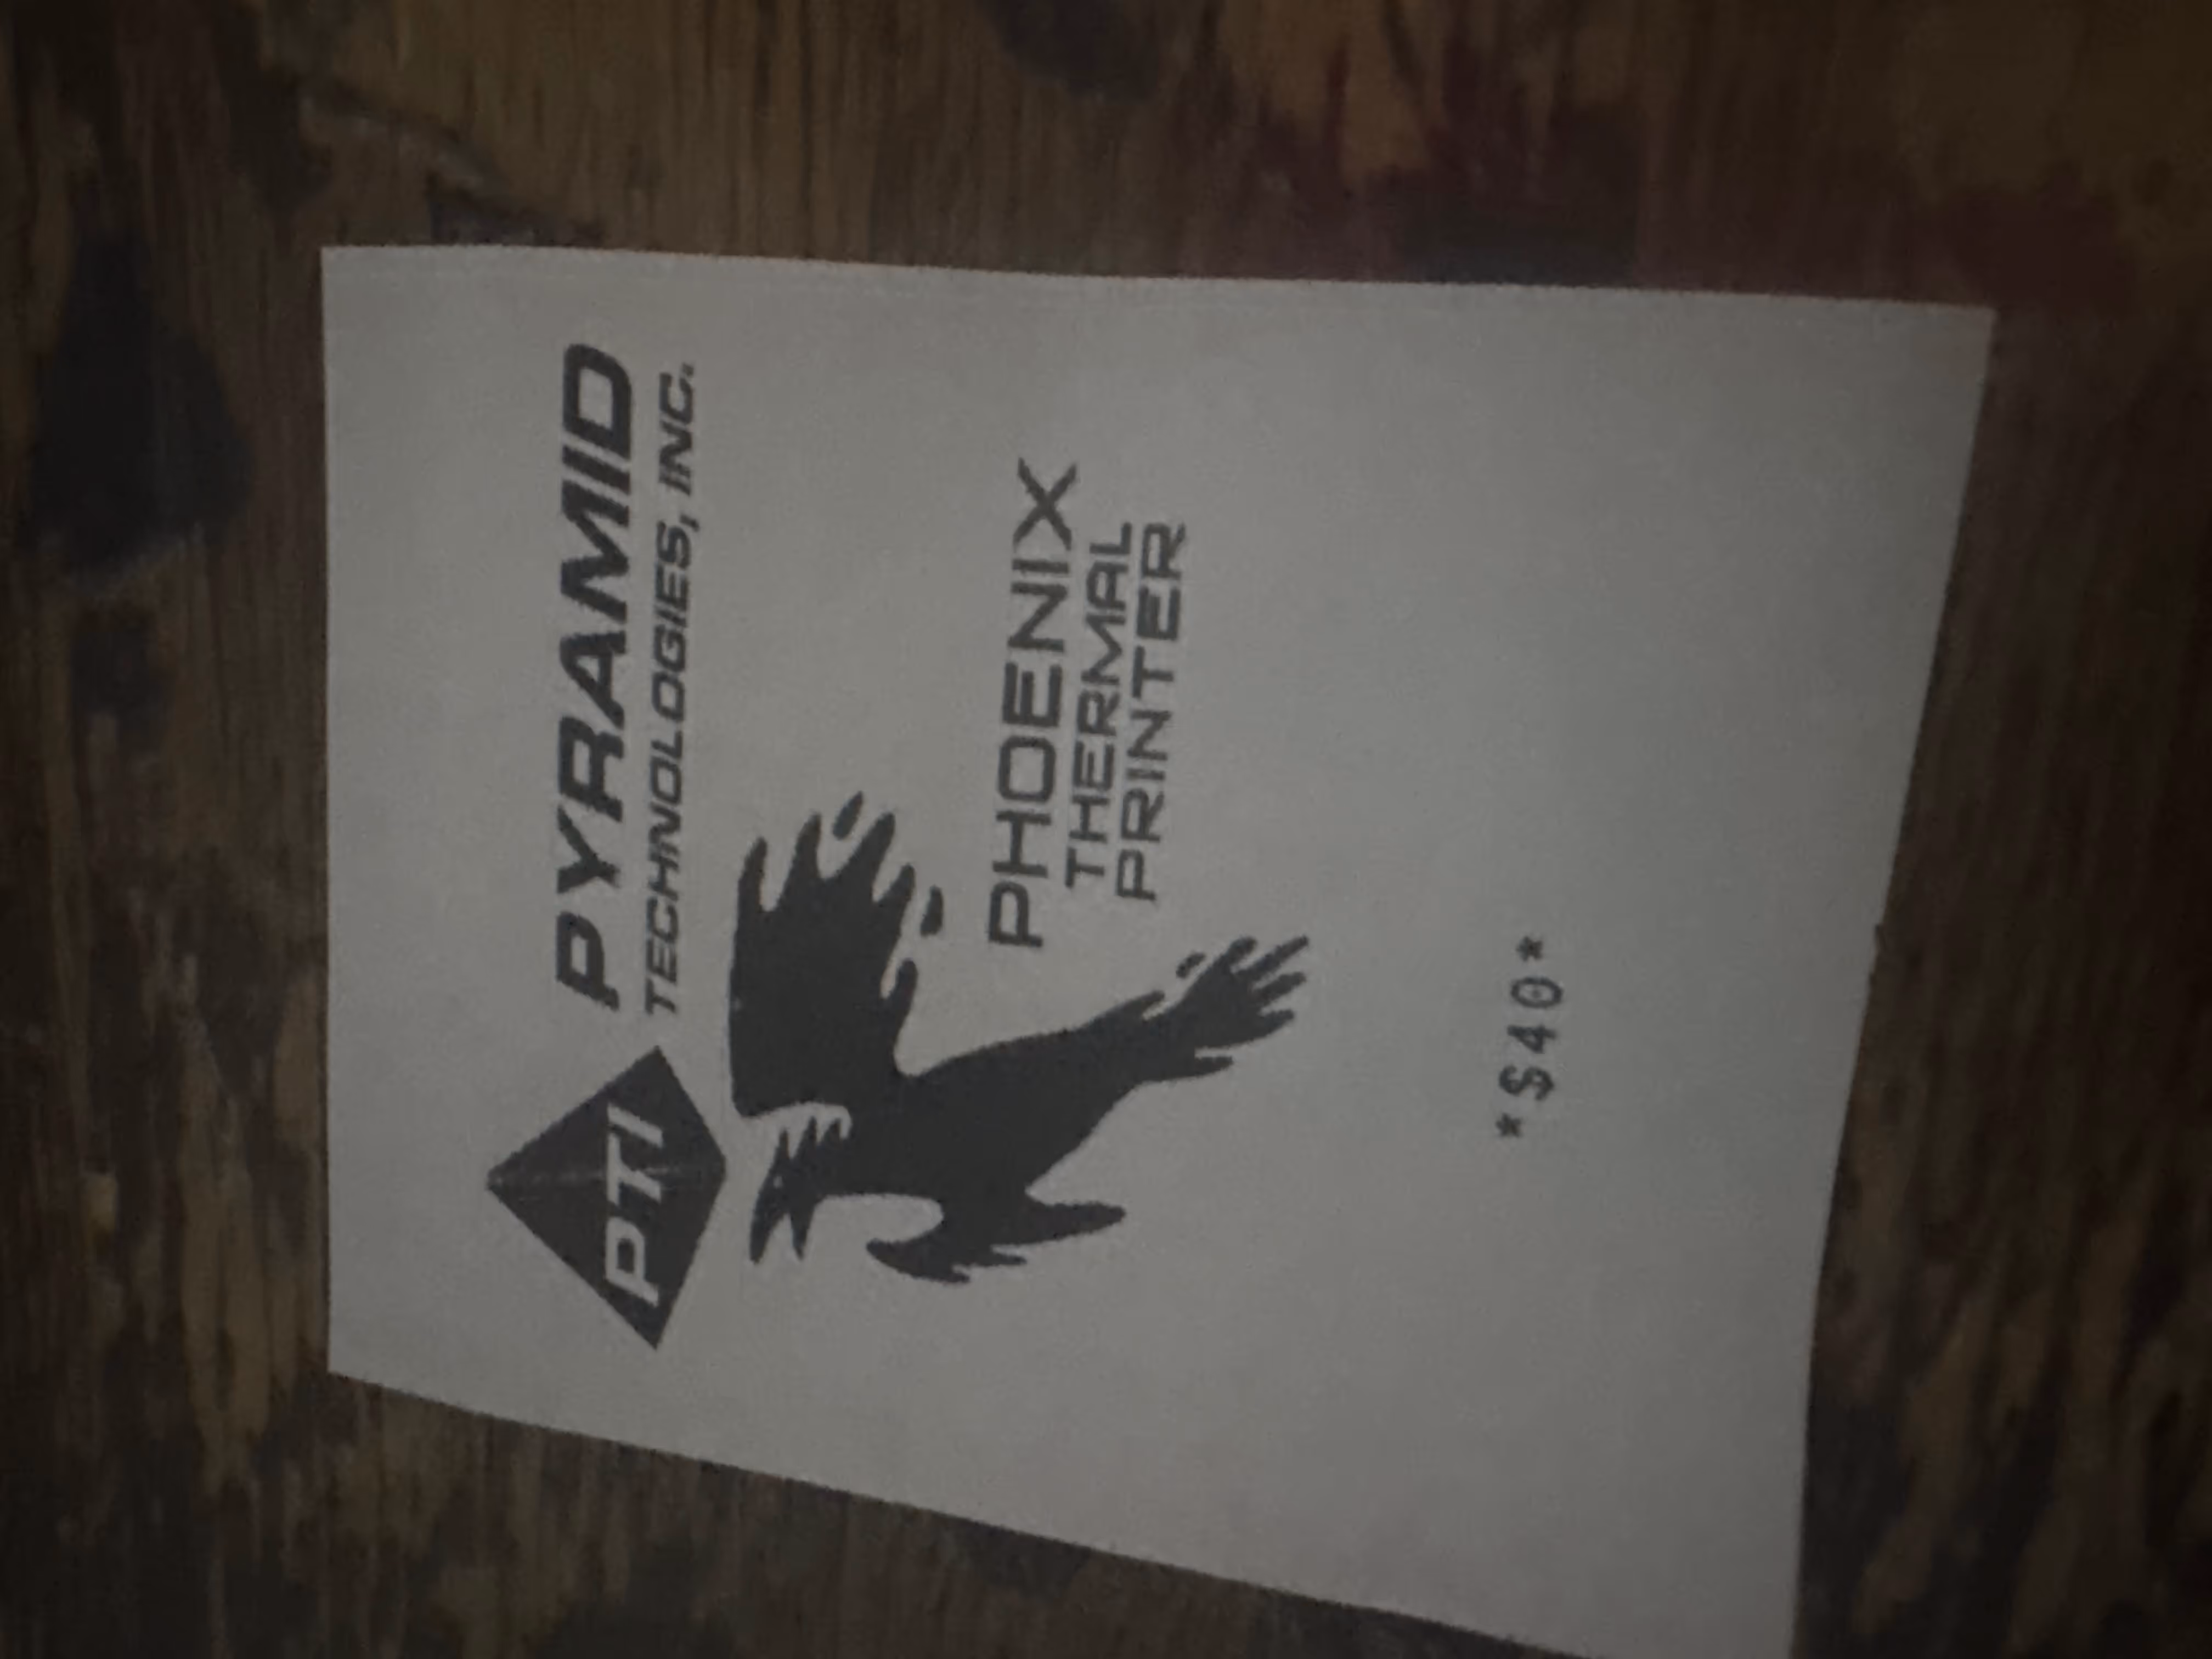 PTI
PYRAMID
TECHNOLOGIES, INC.
PHOENIX
THERMAL
PRINTER
*$40*